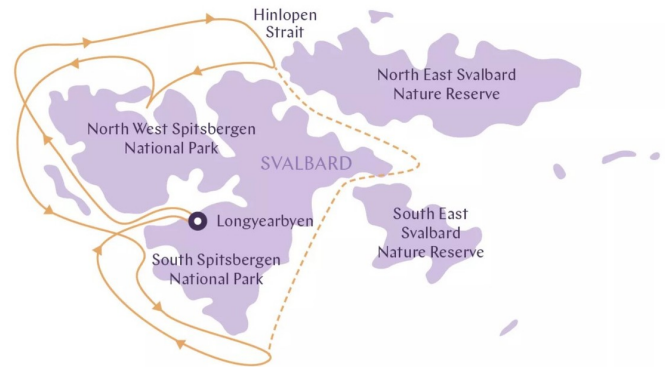 Hinlopen
Strait
North East Svalbard
Nature Reserve
North West Spitsbergen
National Park
SVALBARD
Longyearbyen
South East
Svalbard
Nature Reserve
South Spitsbergen
National Park